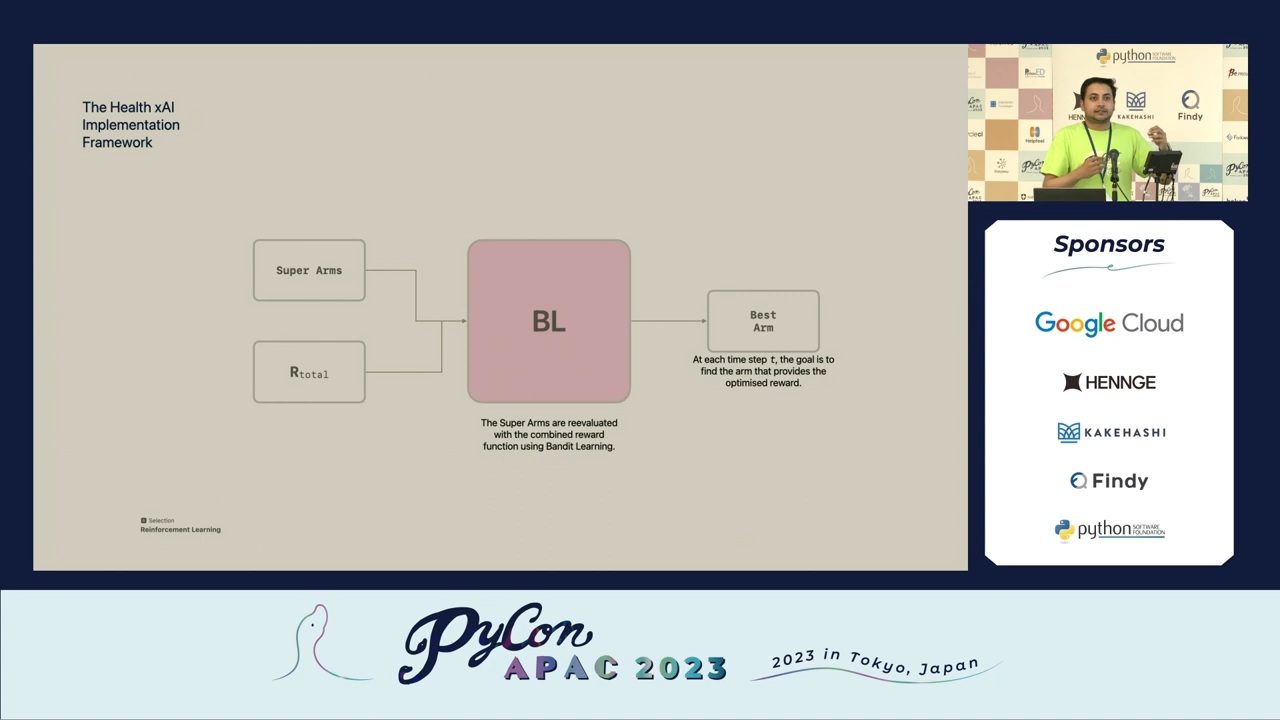 The Health xAI
Implementation
Framework
Super Arms
Rtotal
BL
The Super Arms are reevaluated
with the combined reward
function using Bandit Learning.
Best
Arm
At each time step t, the goal is to
find the arm that provides the
optimised reward.
Selection
Reinforcement Learning
python
SOFTWARE
FOUNDATION
KAKEHASHI
Findy
Helpfeel
Sponsors
Google Cloud
HENNGE
KAKEHASHI
Findy
python SOFTWARE
FOUNDATION
PyCon
APAC 2023
2023 in Tokyo, Japan